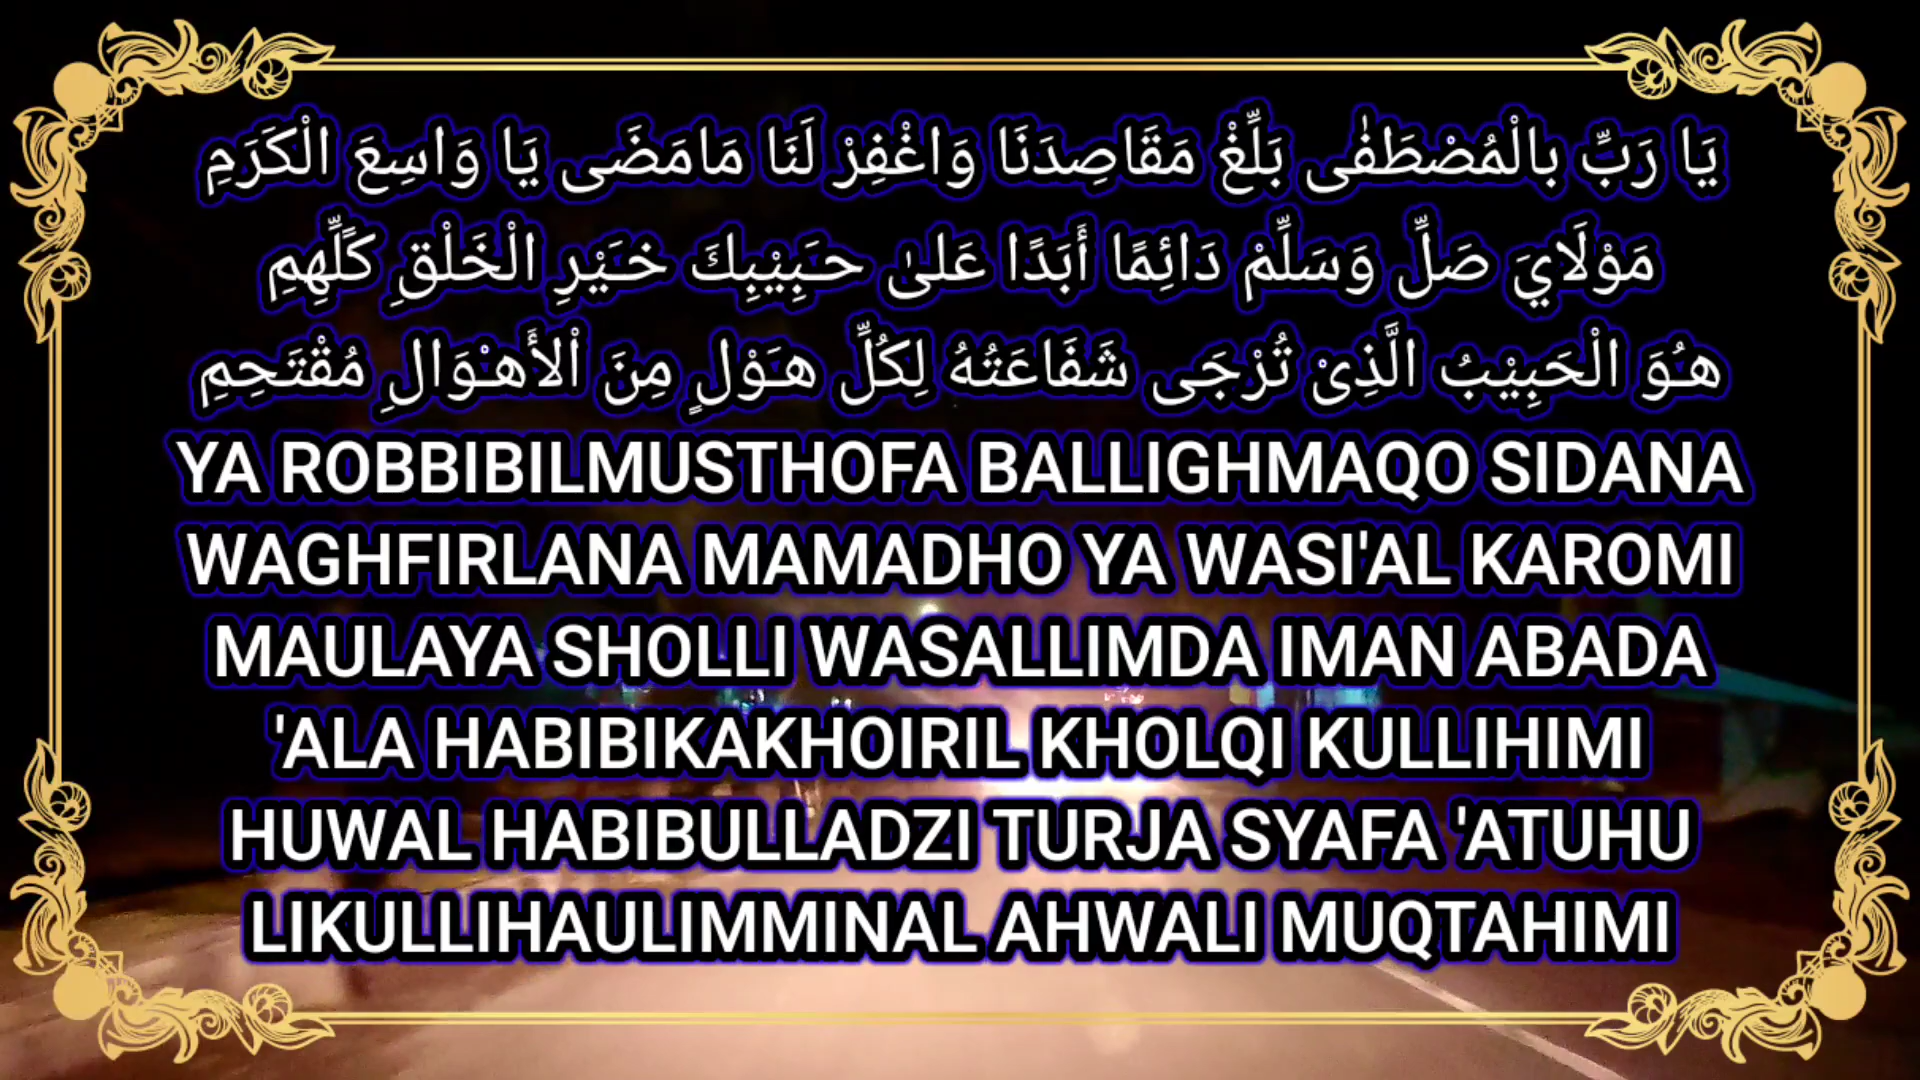 يَا رَبِّ بالْمُصْطَفٰى بَلِّغْ مَقَاصِدَنَا وَاغْفِرْ لَنَا مَامَضَى يَا وَاسِعَ الْكَرَمِ
مَوْلَايَ صَلِّ وَسَلِّمْ دَائِمًا أَبَدًا عَلىٰ حَبِيْبِكَ خَيْرِ الْخَلْقِ كُلِّهِمِ
هُوَ الْحَبِيْبُ الَّذِىْ تُرْجَى شَفَاعَتُهُ لِكُلِّ هَوْلٍ مِنَ اْلأَهْوَالِ مُقْتَحِمِ
YA ROBBIBILMUSTHOFA BALLIGHMAQO SIDANA
WAGHFIRLANA MAMADHO YA WASI'AL KAROMI
MAULAYA SHOLLI WASALLIMDA IMAN ABADA
'ALA HABIBIKAKHOIRIL KHOLQI KULLIHIMI
HUWAL HABIBULLADZI TURJA SYAFA 'ATUHU
LIKULLIHAULIMMINAL AHWALI MUQTAHIMI